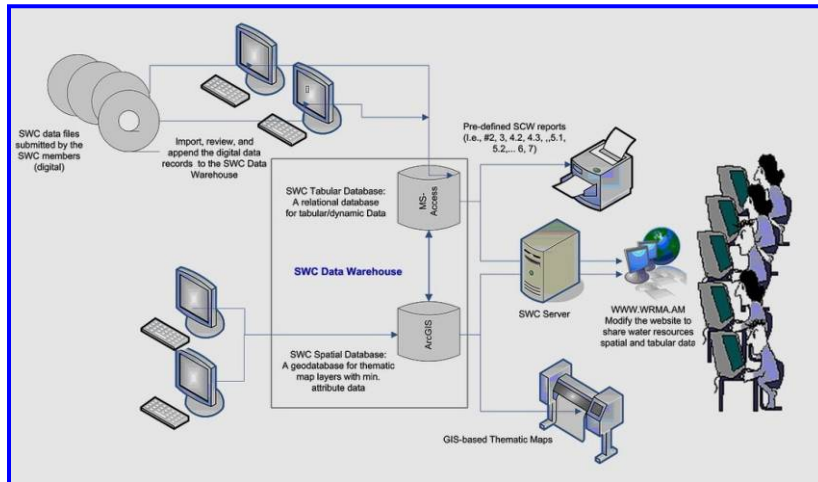 SWC data files
submitted by the
SWC members
(digital)
Import, review, and
append the digital data
records to the SWC Data
Warehouse
Pre-defined SCW reports
(I.e., #2, 3, 4.2, 4.3, ,,5.1,
5.2,... 6, 7)
SWC Tabular Database:
A relational database
for tabular/dynamic Data
MS-
Access
SWC Data Warehouse
SWC Server
WWW.WRMA.AM
Modify the website to
share water resources
spatial and tabular data
ArcGIS
SWC Spatial Database:
A geodatabase for thematic
map layers with min.
attribute data
GIS-based Thematic Maps